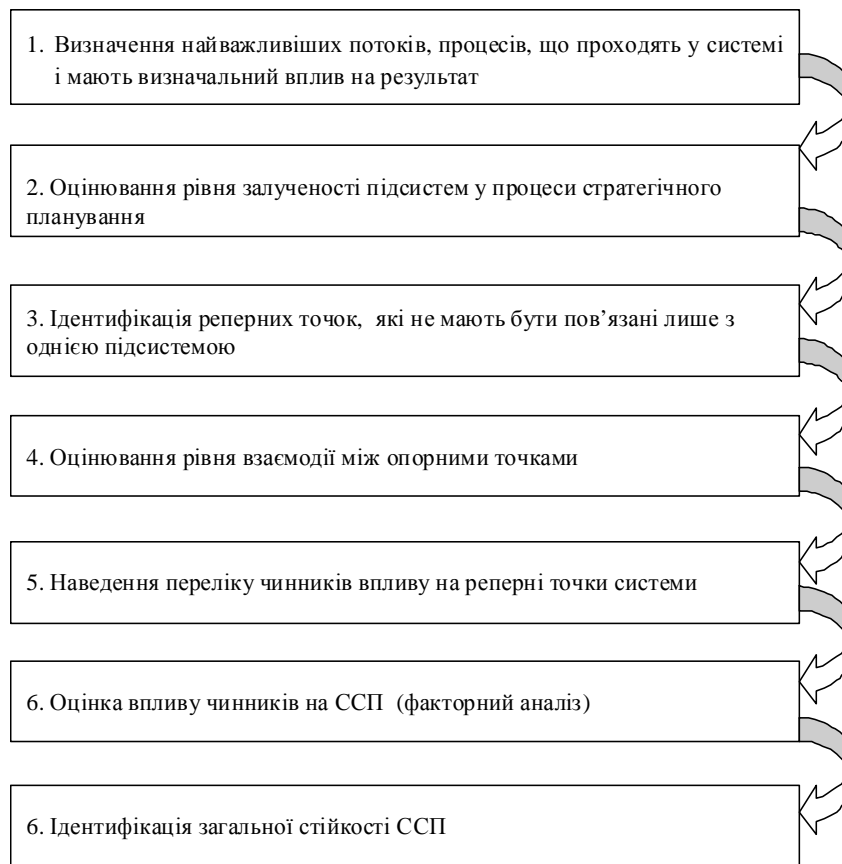 1. Визначення найважливіших потоків, процесів, що проходять у системі
і мають визначальний вплив на результат
2. Оцінювання рівня залученості підсистем у процеси стратегічного
планування
3. Ідентифікація реперних точок, які не мають бути пов’язані лише з
однією підсистемою
4. Оцінювання рівня взаємодії між опорними точками
5. Наведення переліку чинників впливу на реперні точки системи
6. Оцінка впливу чинників на ССП (факторний аналіз)
6. Ідентифікація загальної стійкості ССП